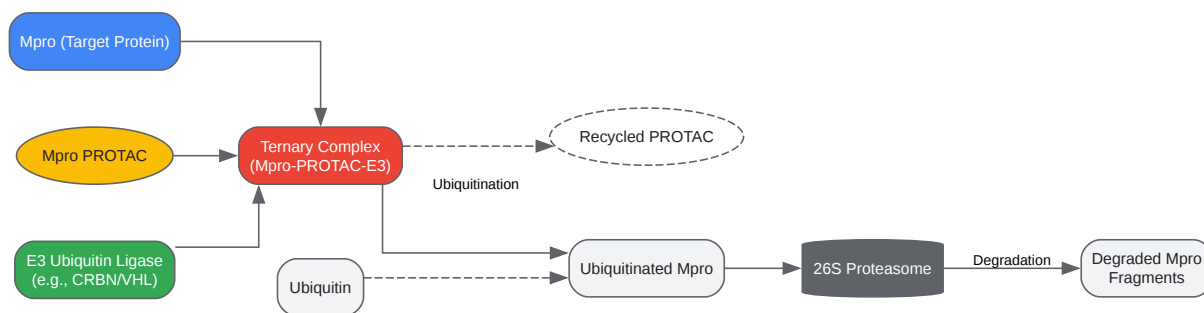 Mpro (Target Protein)
Mpro PROTAC
Ternary Complex
(Mpro-PROTAC-E3)
Recycled PROTAC
Ubiquitination
E3 Ubiquitin Ligase
(e.g., CRBN/VHL)
Ubiquitin
Ubiquitinated Mpro
26S Proteasome
Degradation
Degraded Mpro
Fragments